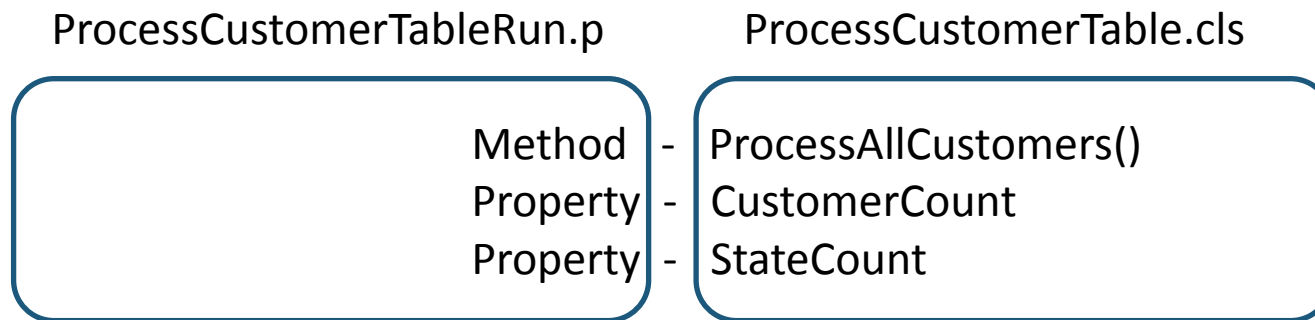 ProcessCustomerTableRun.p ProcessCustomerTable.cls
Method - ProcessAllCustomers()
Property - CustomerCount
Property - StateCount